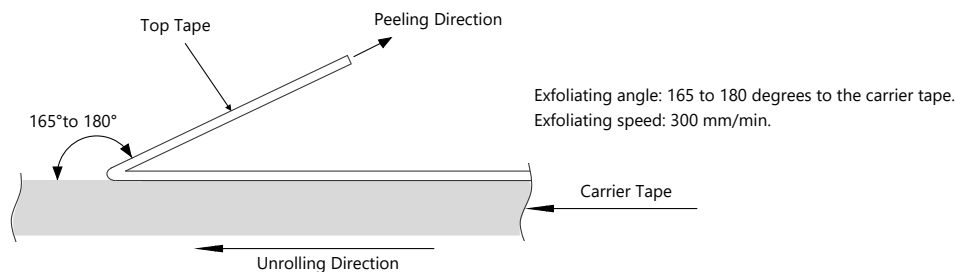 Top Tape
Peeling Direction
165°to 180°
Exfoliating angle: 165 to 180 degrees to the carrier tape.
Exfoliating speed: 300 mm/min.
Carrier Tape
Unrolling Direction